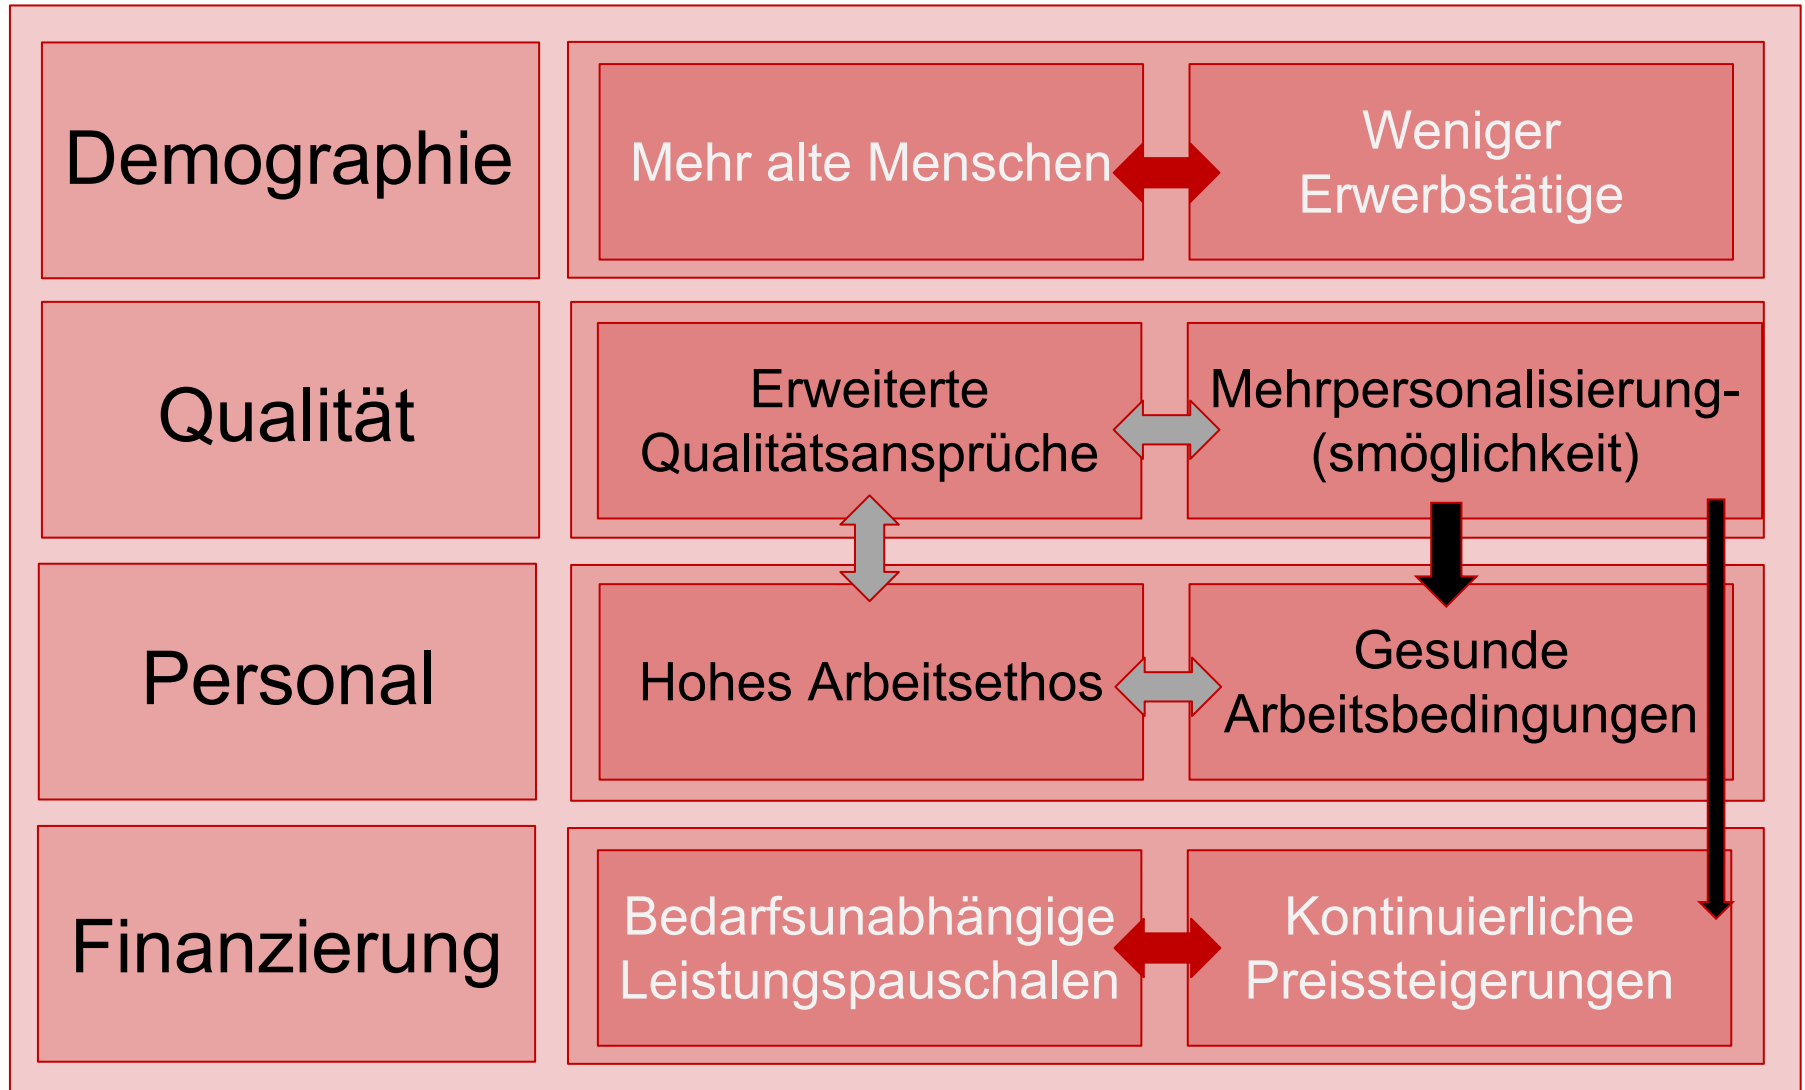 Demographie
Mehr alte Menschen
Weniger
Erwerbstätige
Qualität
Erweiterte
Qualitätsansprüche
Mehrpersonalisierung-
(smöglichkeit)
Personal
Hohes Arbeitsethos
Gesunde
Arbeitsbedingungen
Finanzierung
Bedarfsunabhängige
Leistungspauschalen
Kontinuierliche
Preissteigerungen